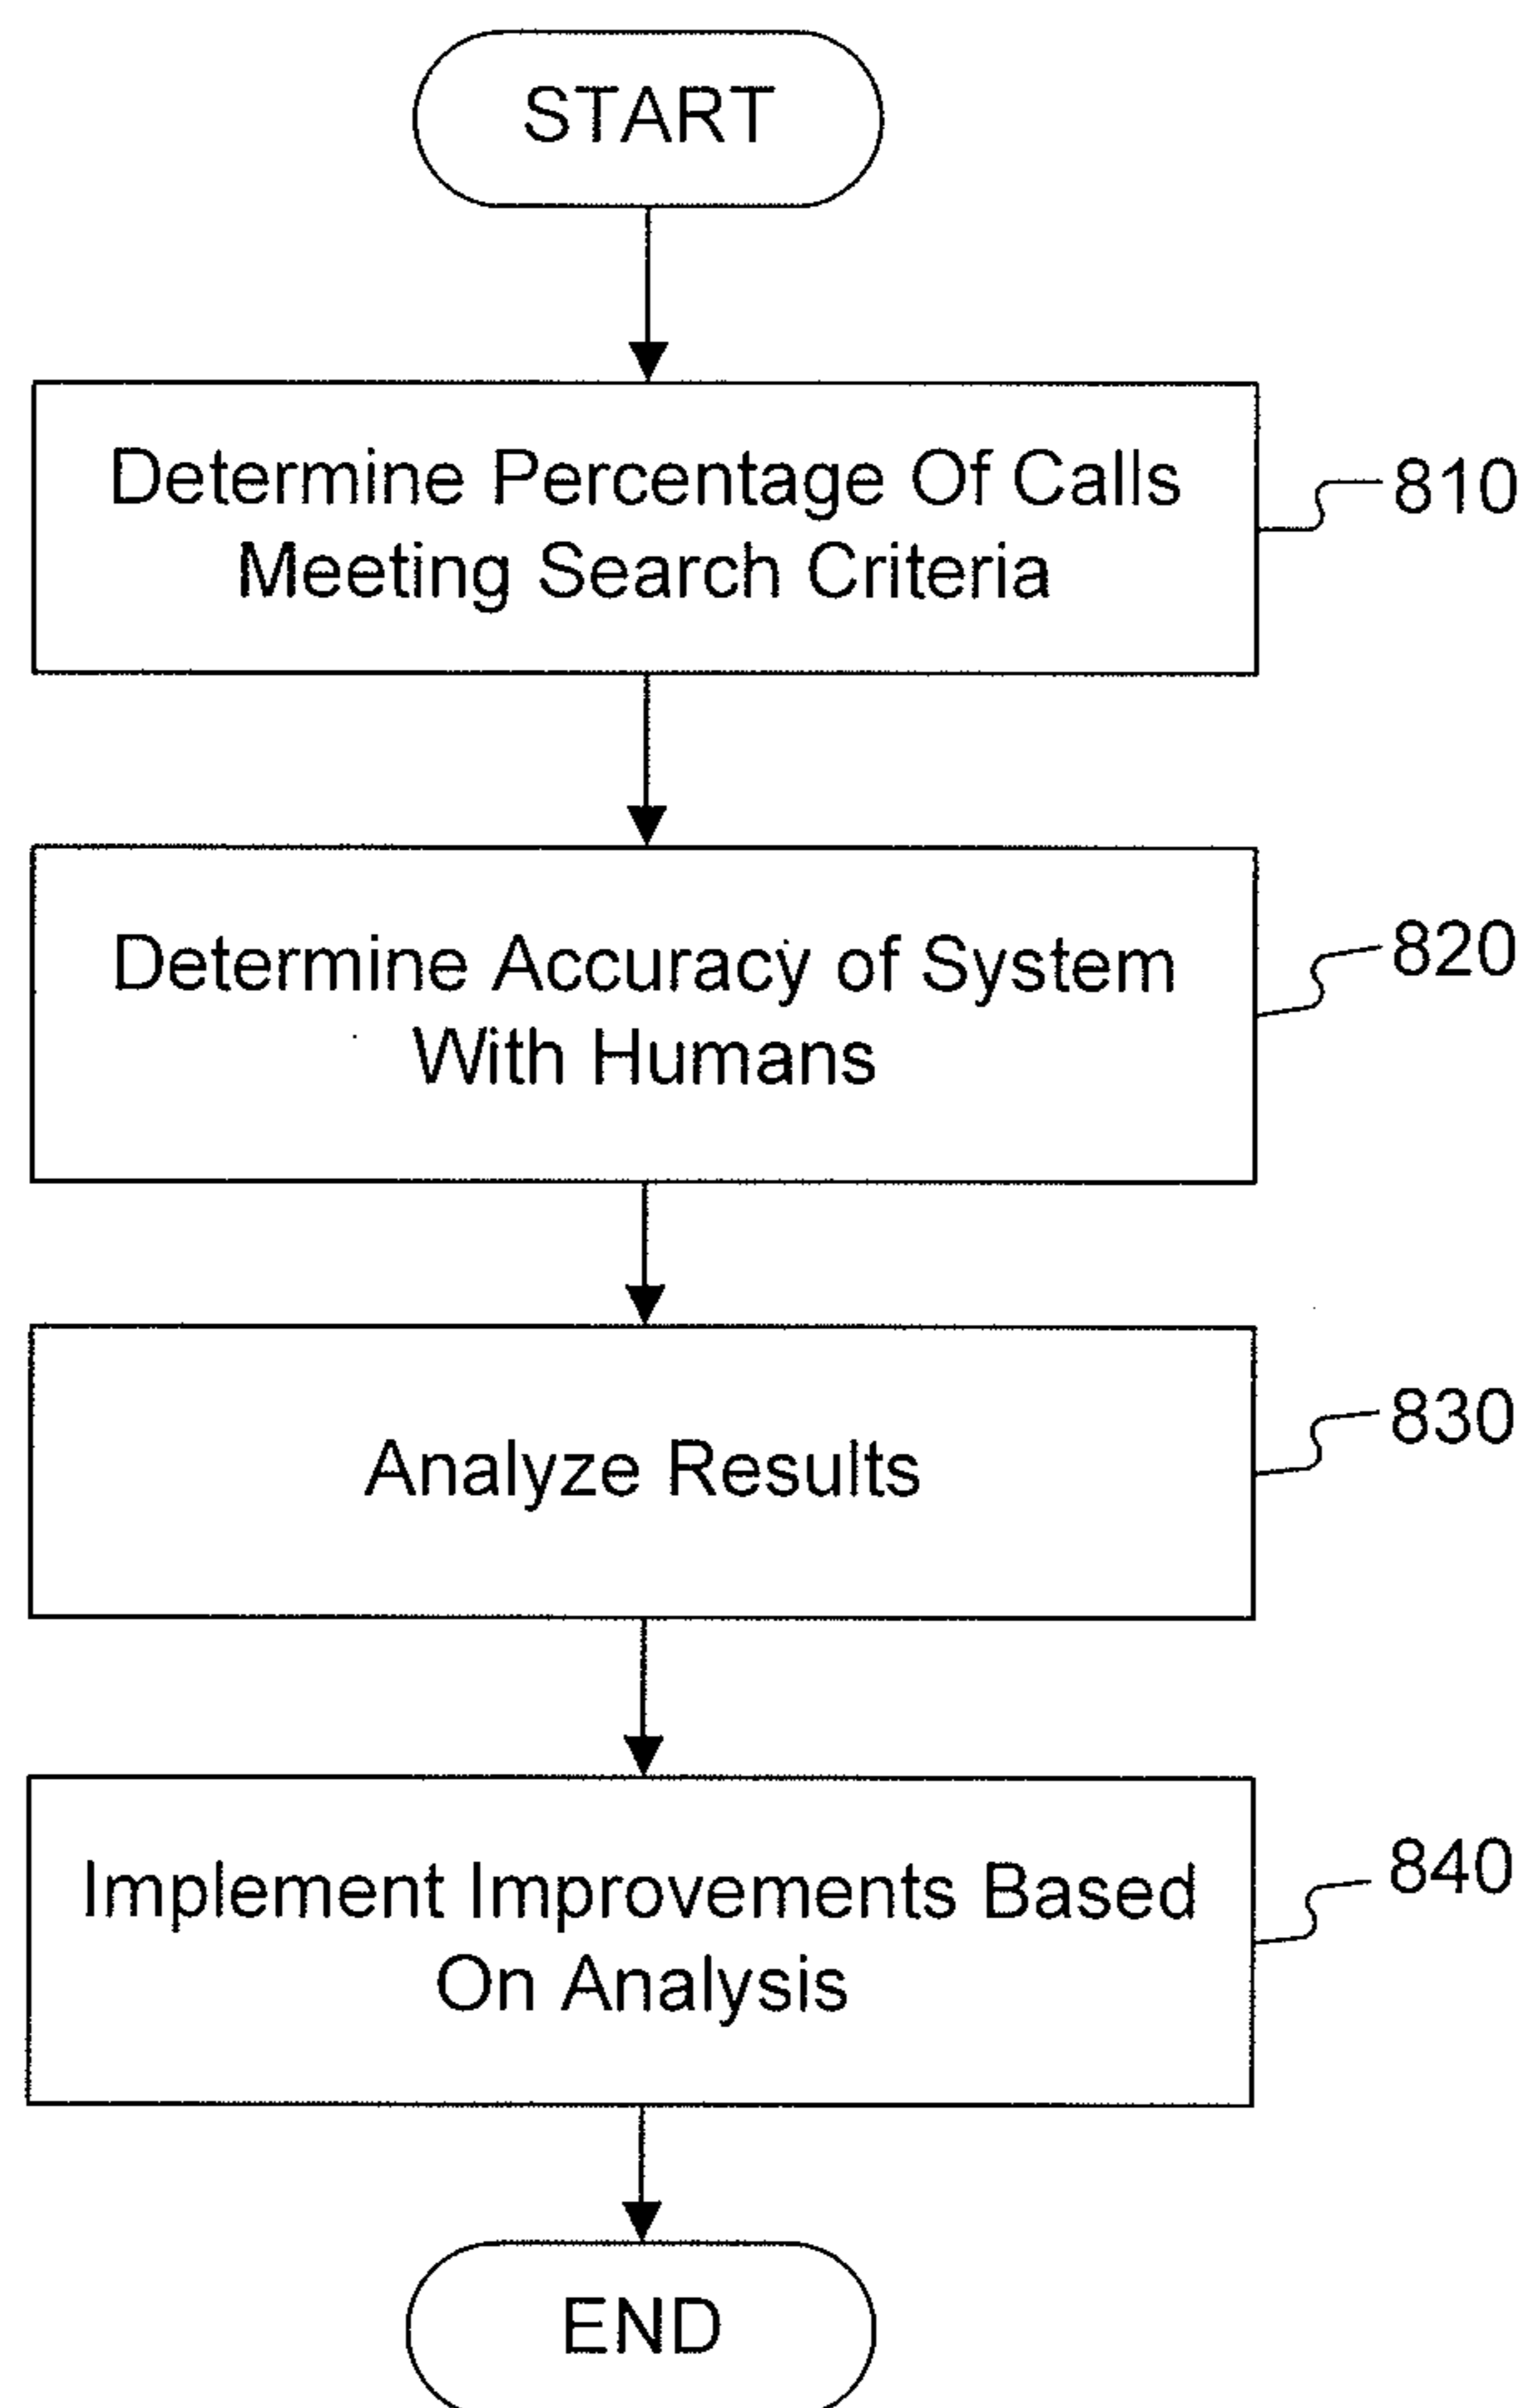 START
Determine Percentage Of Calls
Meeting Search Criteria
810
Determine Accuracy of System
With Humans
820
Analyze Results
830
Implement Improvements Based
On Analysis
840
END